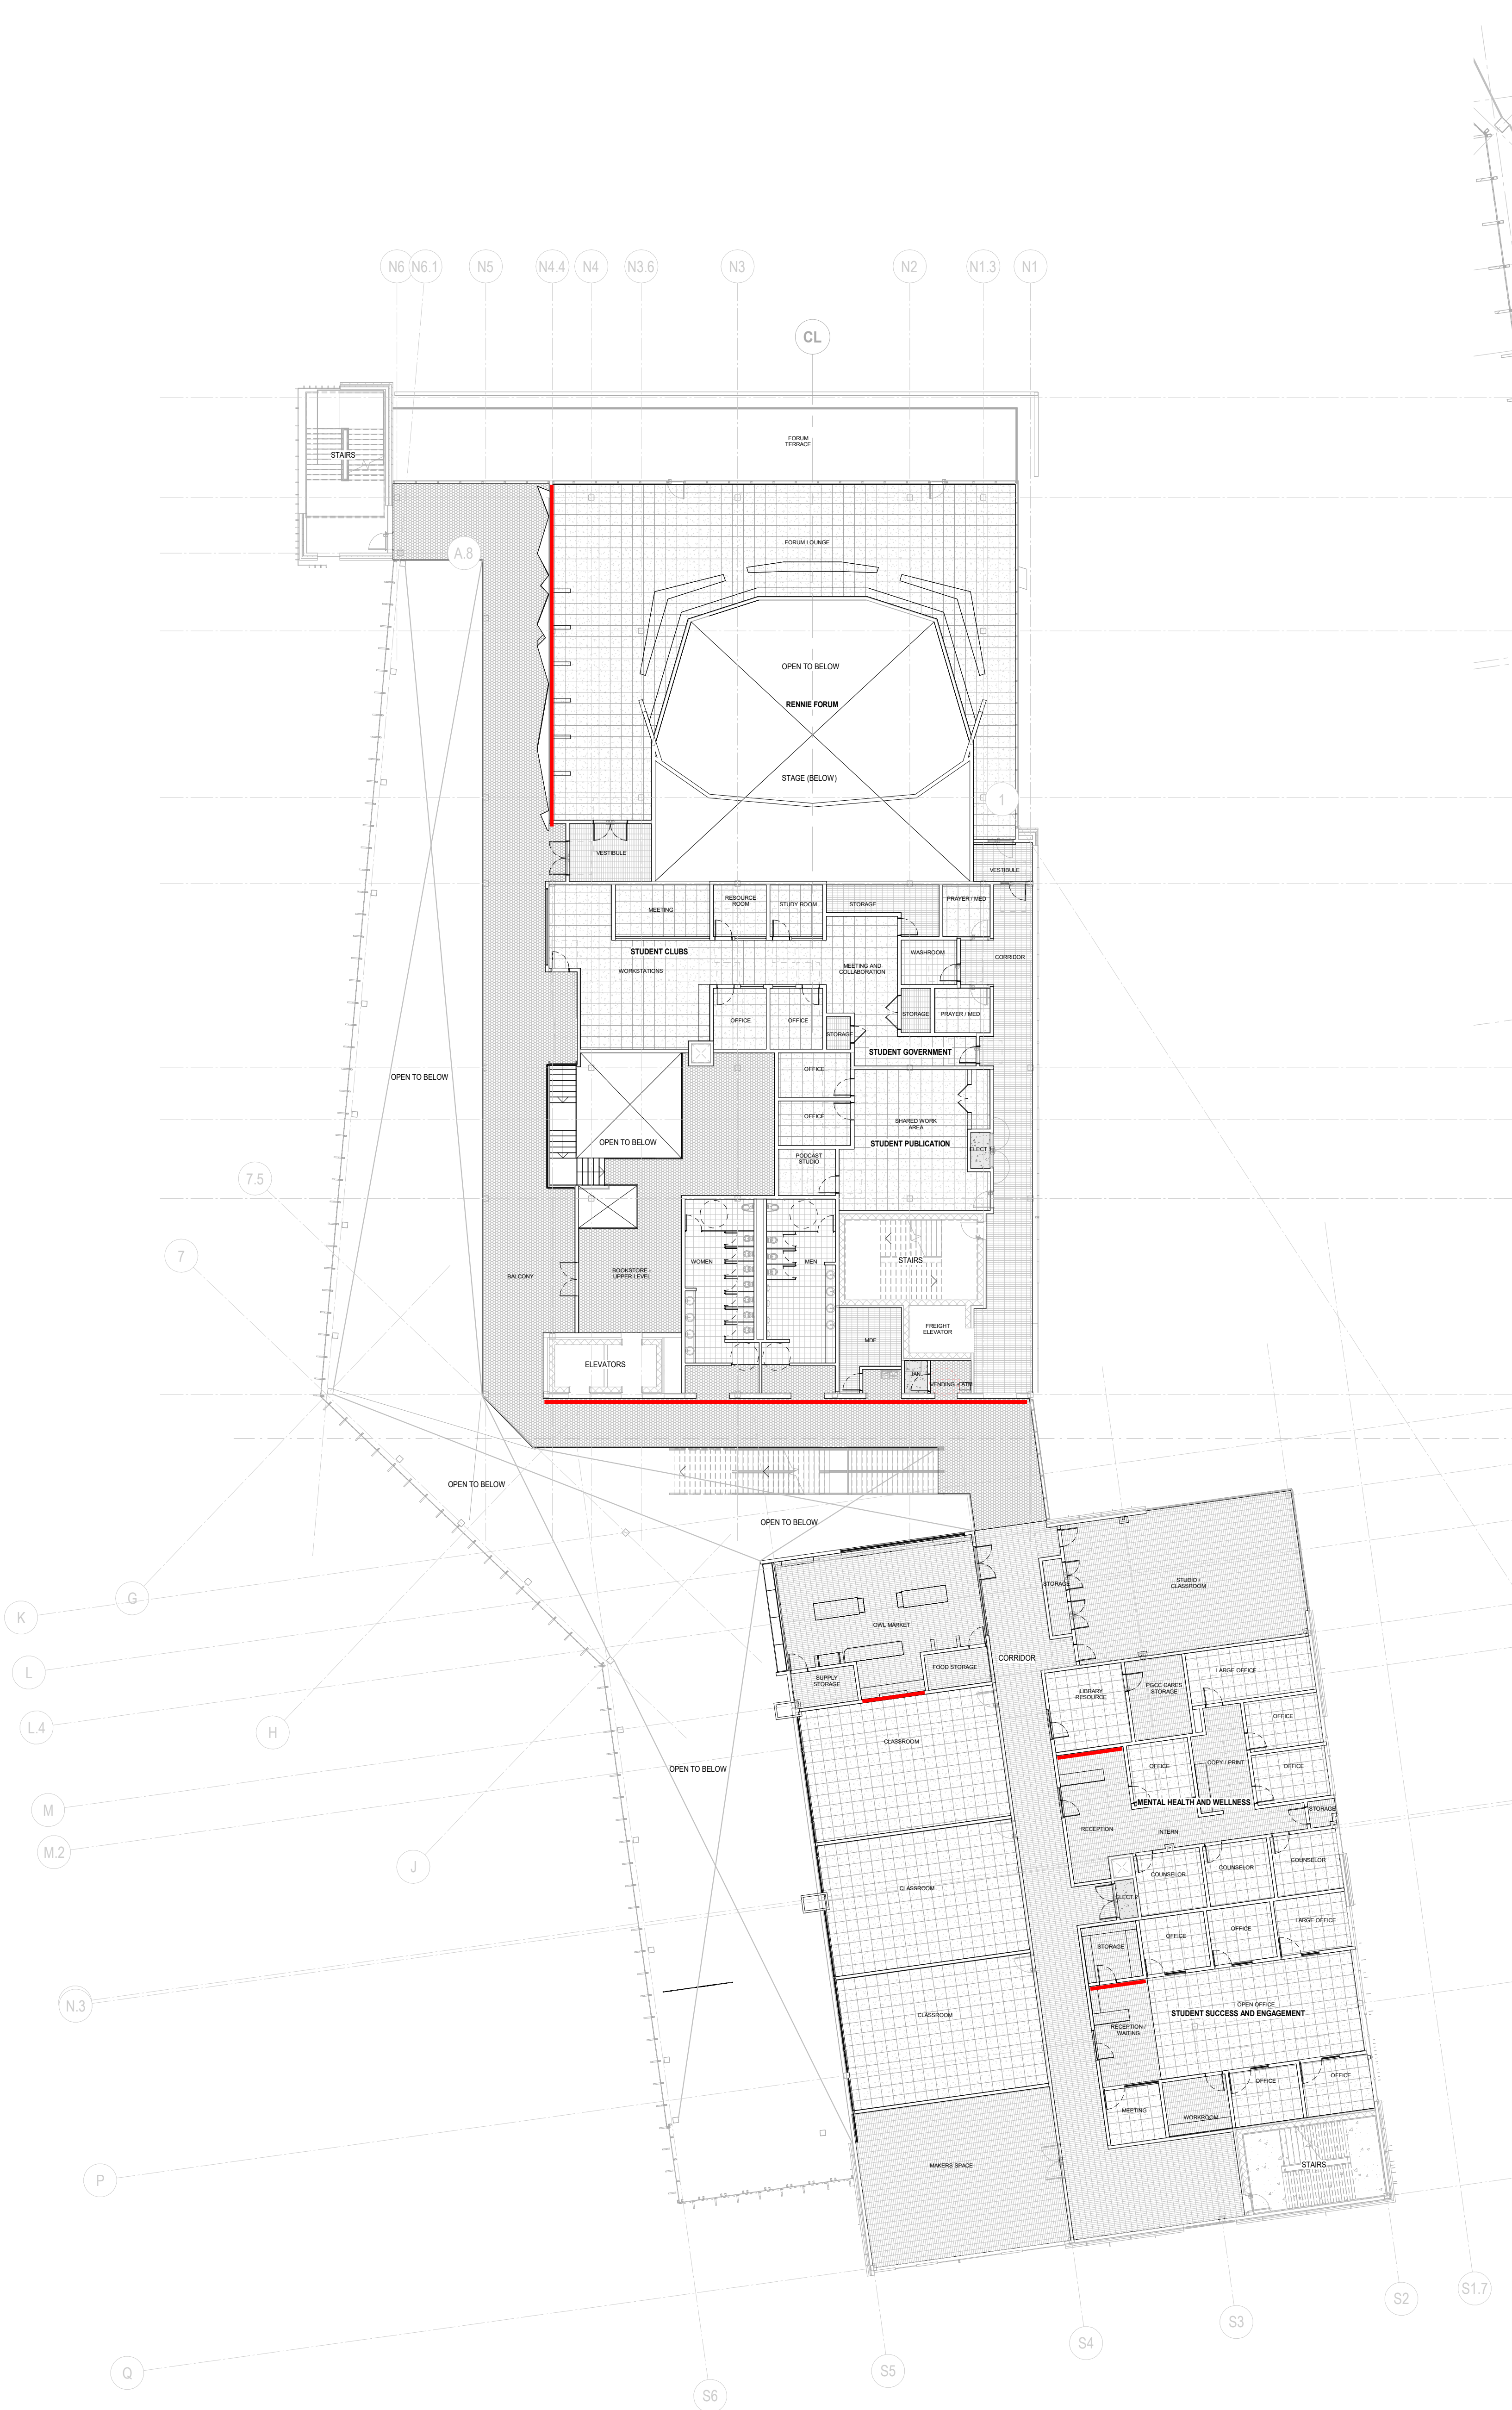 N6
N6.1
N5
N4.4
N4
N3.6
N3
N2
N1.3
N1
CL
FORUM
TERRACE
STAIRS
A.8
FORUM LOUNGE
OPEN TO BELOW
RENNIE FORUM
STAGE (BELOW)
1
VESTIBULE
VESTIBULE
MEETING
RESOURCE
ROOM
STUDY ROOM
STORAGE
PRAYER / MED
STUDENT CLUBS
WORKSTATIONS
MEETING AND
COLLABORATION
WASHROOM
CORRIDOR
OFFICE
OFFICE
STORAGE
STORAGE
PRAYER / MED
STUDENT GOVERNMENT
OPEN TO BELOW
OFFICE
OFFICE
SHARED WORK
AREA
STUDENT PUBLICATION
OPEN TO BELOW
PODCAST
STUDIO
ELECT 1
7.5
7
WOMEN
MEN
STAIRS
BALCONY
BOOKSTORE -
UPPER LEVEL
FREIGHT
ELEVATOR
MDF
ELEVATORS
JAN.
VENDING + ATM
OPEN TO BELOW
OPEN TO BELOW
STORAGE
STUDIO /
CLASSROOM
G
K
OWL MARKET
CORRIDOR
L
SUPPLY
STORAGE
FOOD STORAGE
LARGE OFFICE
LIBRARY
RESOURCE
PGCC CARES
STORAGE
L.4
H
OFFICE
CLASSROOM
OPEN TO BELOW
OFFICE
COPY / PRINT
OFFICE
MENTAL HEALTH AND WELLNESS
STORAGE
M
RECEPTION
INTERN
M.2
J
COUNSELOR
COUNSELOR
COUNSELOR
CLASSROOM
ELECT 2
LARGE OFFICE
OFFICE
OFFICE
STORAGE
N.3
OPEN OFFICE
STUDENT SUCCESS AND ENGAGEMENT
CLASSROOM
RECEPTION /
WAITING
OFFICE
OFFICE
MEETING
WORKROOM
P
MAKERS SPACE
STAIRS
S1.7
S2
S3
S4
S5
Q
S6